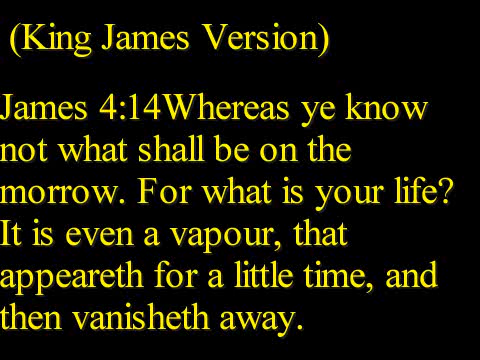 (King James Version)
James 4:14Whereas ye know
not what shall be on the
morrow. For what is your life?
It is even a vapour, that
appeareth for a little time, and
then vanisheth away.